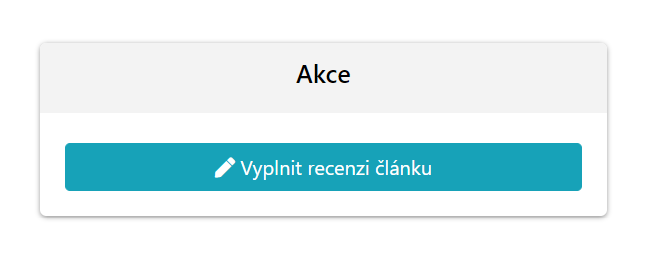 Akce
Vyplnit recenzi článku